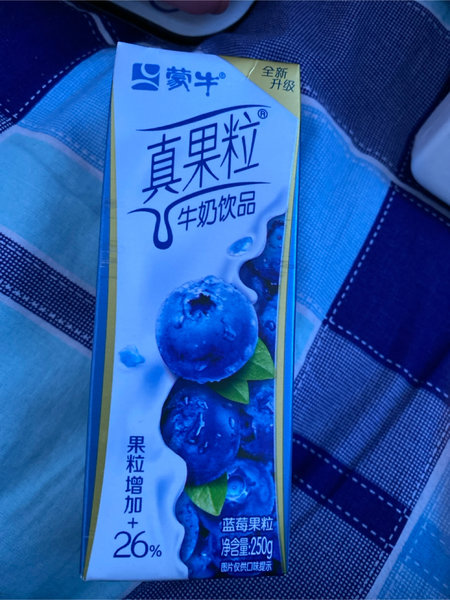 蒙牛®
全新
升级
真果粒®
牛奶饮品
果粒增加+26%
蓝莓果粒
净含量:250g
图片仅供口味提示